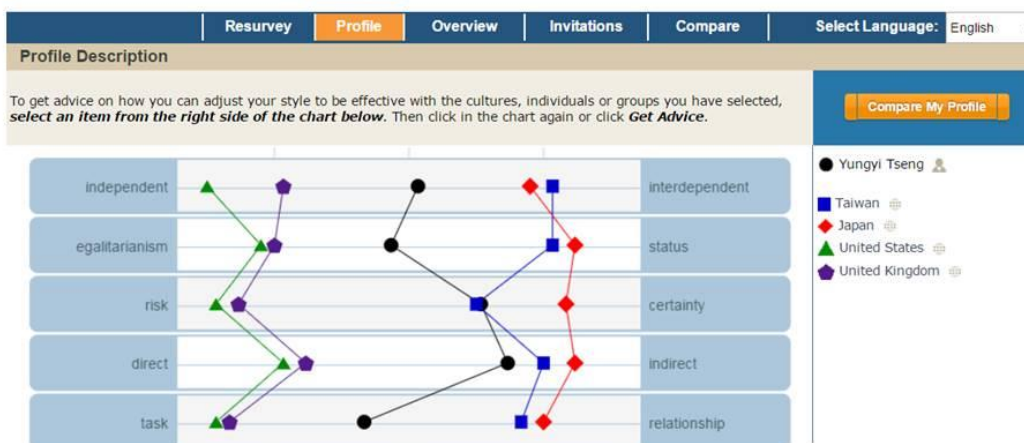 Resurvey Profile Overview Invitations Compare Select Language: English
Profile Description
To get advice on how you can adjust your style to be effective with the cultures, individuals or groups you have selected,
select an item from the right side of the chart below. Then click in the chart again or click Get Advice.
Compare My Profile
independent interdependent
egalitarianism status
risk certainty
direct indirect
task relationship
Yungyi Tseng
Taiwan
Japan
United States
United Kingdom